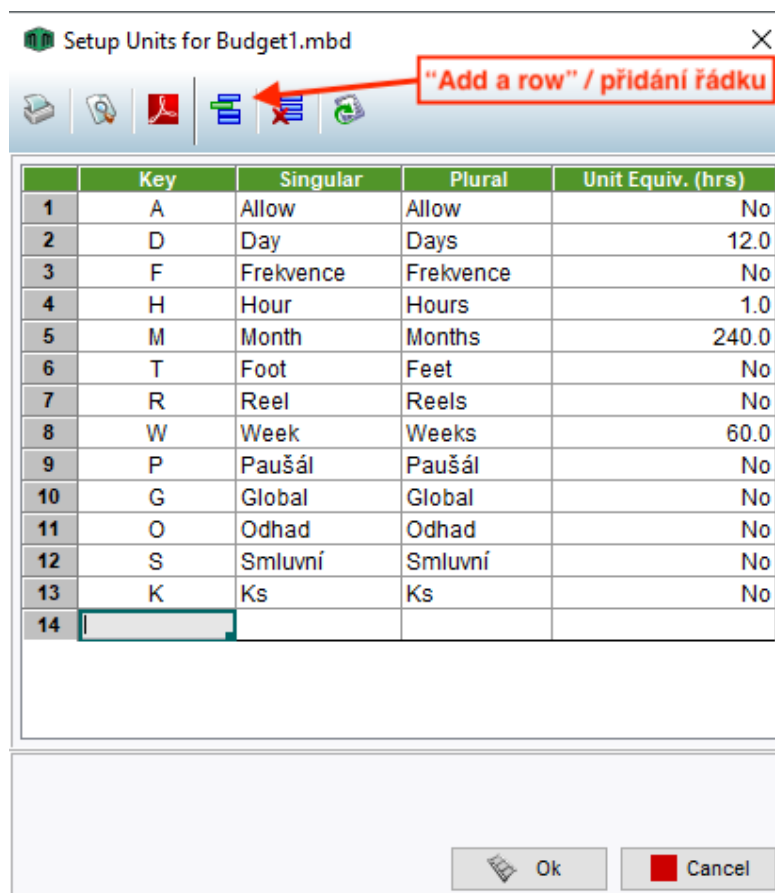 Setup Units for Budget1.mbd
"Add a row" / přidání řádku
Key Singular Plural Unit Equiv. (hrs)
1 A Allow Allow No
2 D Day Days 12.0
3 F Frekvence Frekvence No
4 H Hour Hours 1.0
5 M Month Months 240.0
6 T Foot Feet No
7 R Reel Reels No
8 W Week Weeks 60.0
9 P Paušál Paušál No
10 G Global Global No
11 O Odhad Odhad No
12 S Smluvní Smluvní No
13 K Ks Ks No
14
Ok Cancel